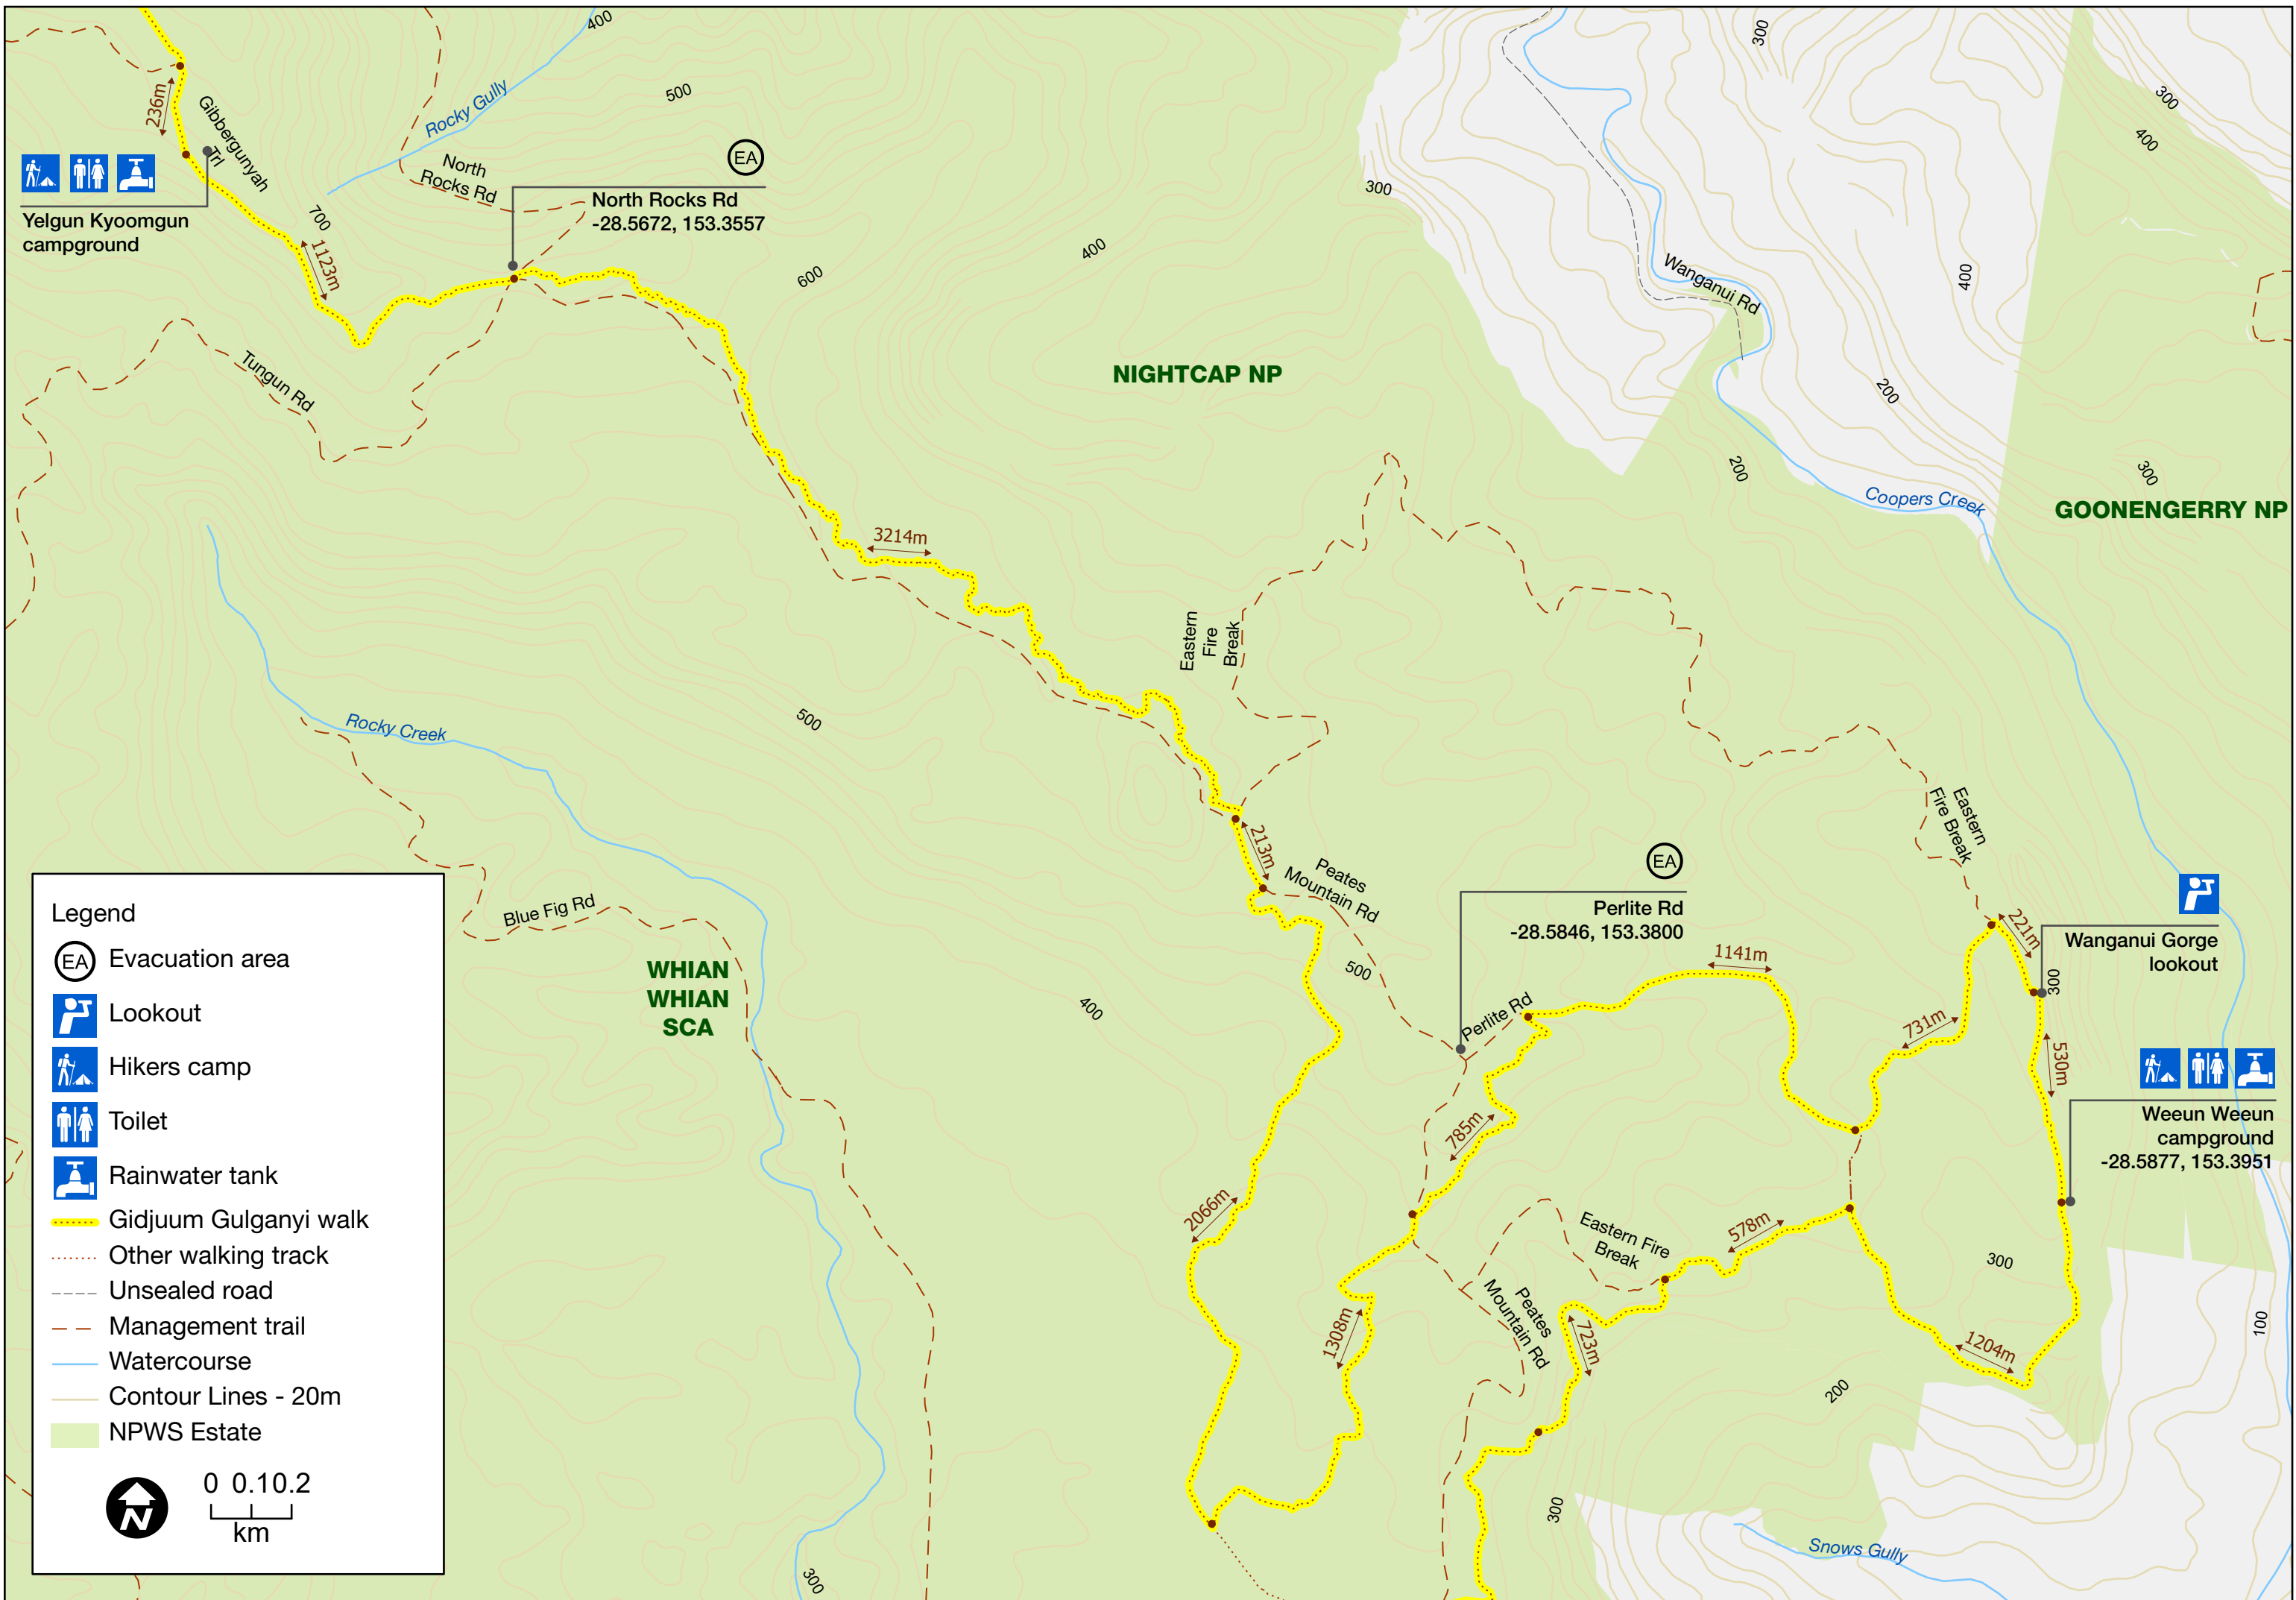 400
300
236m
Gibbergunyah
Trl
Rocky Gully
500
North
Rocks Rd
EA
North Rocks Rd
-28.5672, 153.3557
Yelgun Kyoomgun
campground
700
1123m
600
400
300
Wanganui Rd
400
300
400
200
200
300
Coopers Creek
NIGHTCAP NP
GOONENGERRY NP
Tungun Rd
3214m
Eastern
Fire
Break
Rocky Creek
500
213m
Peates
Mountain Rd
Eastern
Fire Break
EA
Perlite Rd
-28.5846, 153.3800
Blue Fig Rd
WHIAN
WHIAN
SCA
400
500
Perlite Rd
1141m
221m
Wanganui Gorge
lookout
300
731m
530m
Weeun Weeun
campground
-28.5877, 153.3951
785m
2066m
Eastern Fire
Break
578m
300
Peates
Mountain Rd
1308m
723m
1204m
100
200
300
Snows Gully
300
Legend
EA Evacuation area
Lookout
Hikers camp
Toilet
Rainwater tank
Gidjuum Gulganyi walk
Other walking track
Unsealed road
Management trail
Watercourse
Contour Lines - 20m
NPWS Estate
N
0 0.1 0.2
km